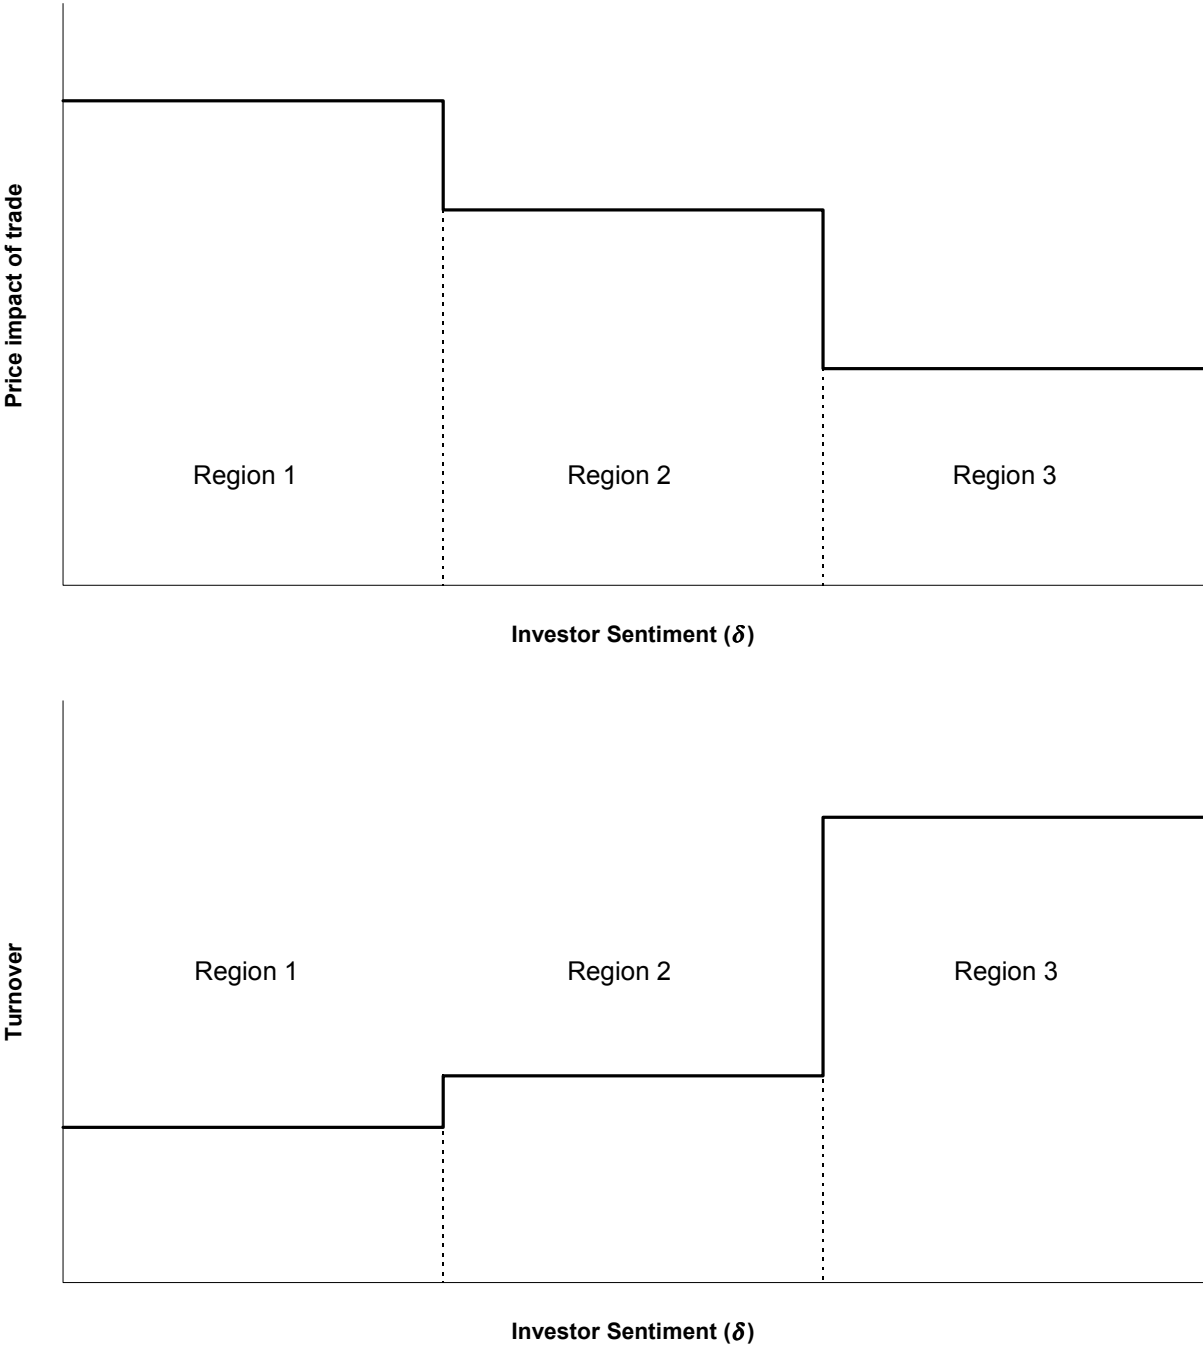 Price impact of trade
Region 1
Region 2
Region 3
Investor Sentiment (δ)
Turnover
Region 1
Region 2
Region 3
Investor Sentiment (δ)